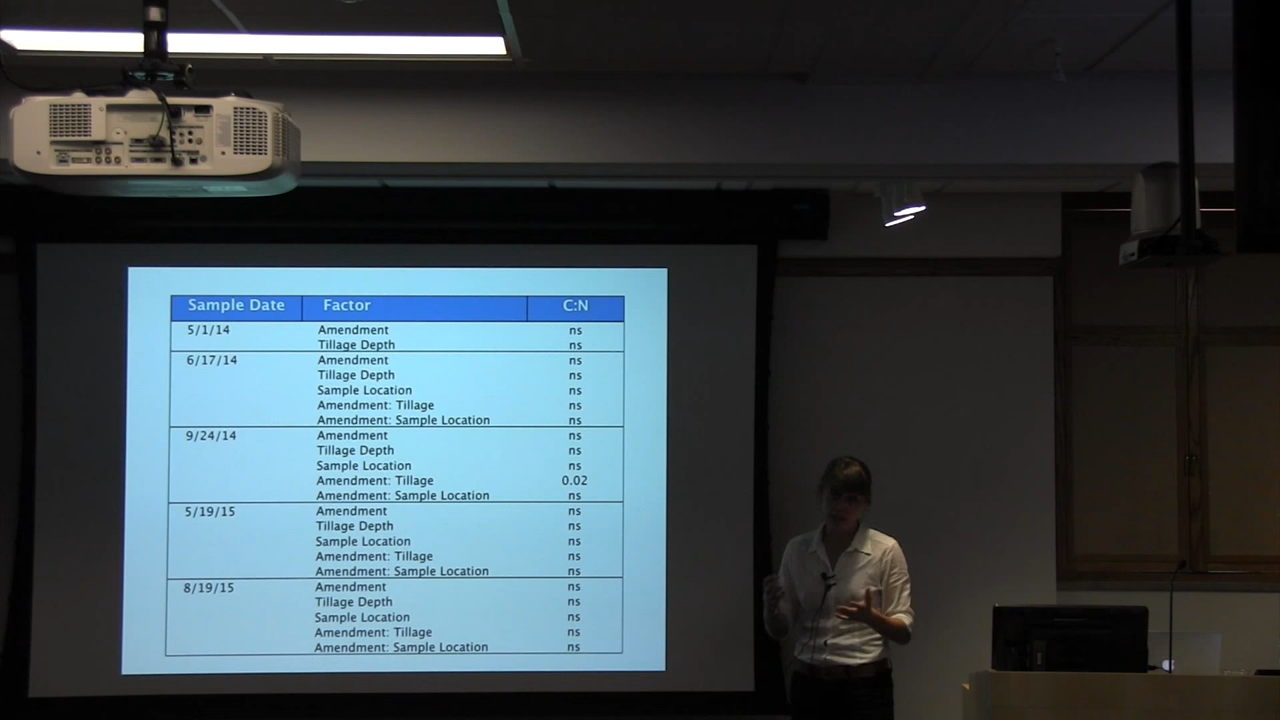 Sample Date Factor C:N
5/1/14 Amendment ns
Tillage Depth ns
6/17/14 Amendment ns
Tillage Depth ns
Sample Location ns
Amendment: Tillage ns
Amendment: Sample Location ns
9/24/14 Amendment ns
Tillage Depth ns
Sample Location ns
Amendment: Tillage 0.02
Amendment: Sample Location ns
5/19/15 Amendment ns
Tillage Depth ns
Sample Location ns
Amendment: Tillage ns
Amendment: Sample Location ns
8/19/15 Amendment ns
Tillage Depth ns
Sample Location ns
Amendment: Tillage ns
Amendment: Sample Location ns